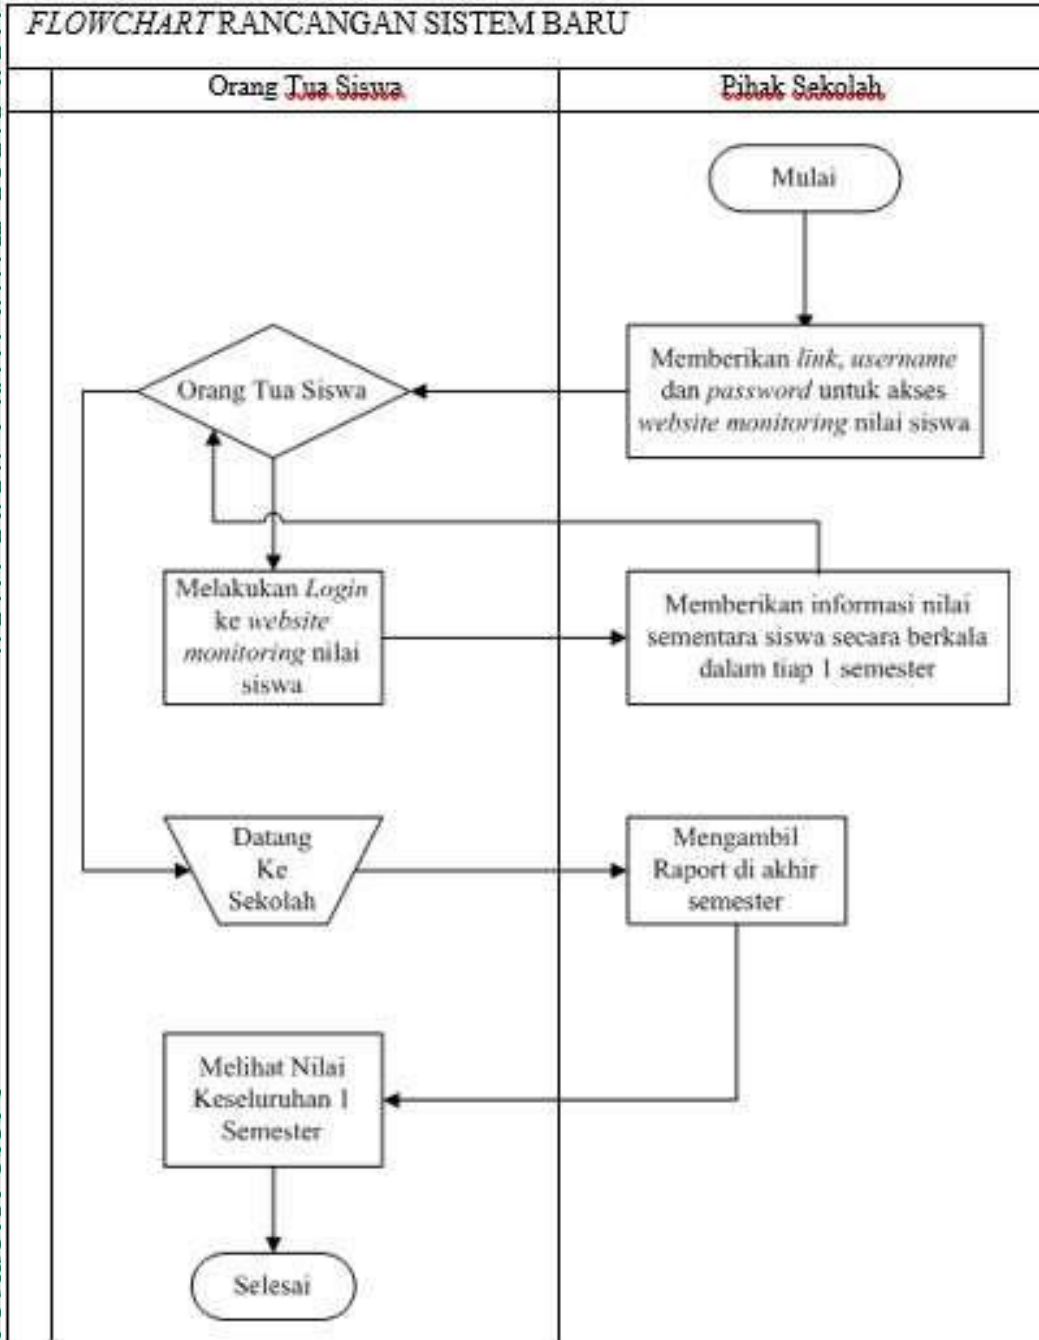 FLOWCHART RANCANGAN SISTEM BARU
Orang Tua Siswa
Pihak Sekolah
Mulai
Memberikan link, username
dan password untuk akses
website monitoring nilai siswa
Orang Tua Siswa
Melakukan Login
ke website
monitoring nilai
siswa
Memberikan informasi nilai
sementara siswa secara berkala
dalam tiap 1 semester
Datang
Ke
Sekolah
Mengambil
Raport di akhir
semester
Melihat Nilai
Keseluruhan 1
Semester
Selesai